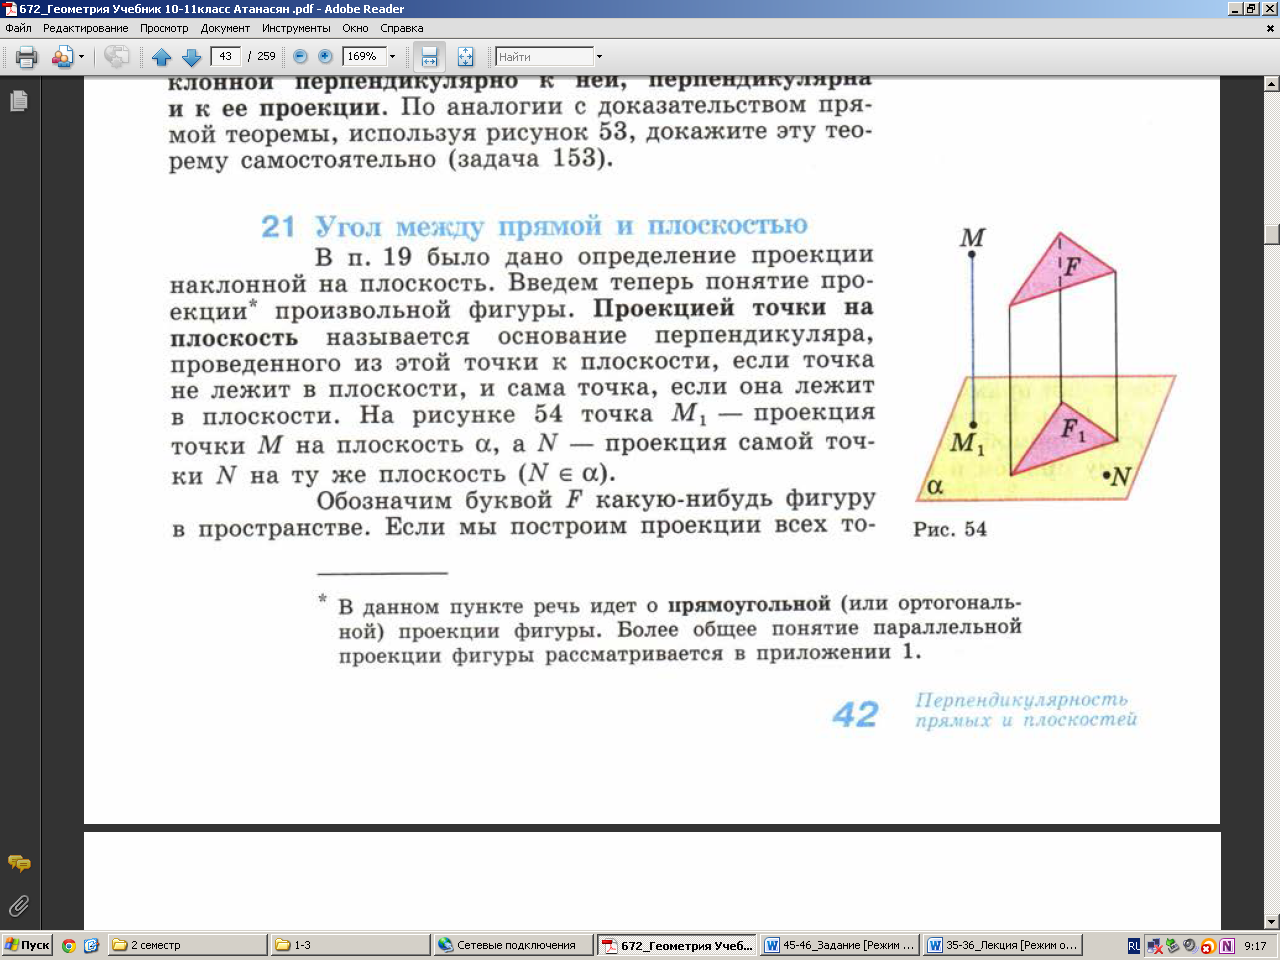 672_Геометрия Учебник 10-11класс Атанасян .pdf - Adobe Reader
Файл Редактирование Просмотр Документ Инструменты Окно Справка
43 / 259 169% Найти
клонной перпендикулярно к ней, перпендикулярна
и к ее проекции. По аналогии с доказательством пря-
мой теоремы, используя рисунок 53, докажите эту тео-
рему самостоятельно (задача 153).
21 Угол между прямой и плоскостью
В п. 19 было дано определение проекции
наклонной на плоскость. Введем теперь понятие про-
екции* произвольной фигуры. Проекцией точки на
плоскость называется основание перпендикуляра,
проведенного из этой точки к плоскости, если точка
не лежит в плоскости, и сама точка, если она лежит
в плоскости. На рисунке 54 точка M₁ — проекция
точки M на плоскость α, а N — проекция самой точ-
ки N на ту же плоскость (N ∈ α).
Обозначим буквой F какую-нибудь фигуру
в пространстве. Если мы построим проекции всех то-
M
F
M₁
F₁
N
α
Рис. 54
* В данном пункте речь идет о прямоугольной (или ортогональ-
ной) проекции фигуры. Более общее понятие параллельной
проекции фигуры рассматривается в приложении 1.
42 Перпендикулярность
прямых и плоскостей
Пуск 2 семестр 1-3 Сетевые подключения 672_Геометрия Учеб... 45-46_Задание [Режим ... 35-36_Лекция [Режим о... RU 9:17